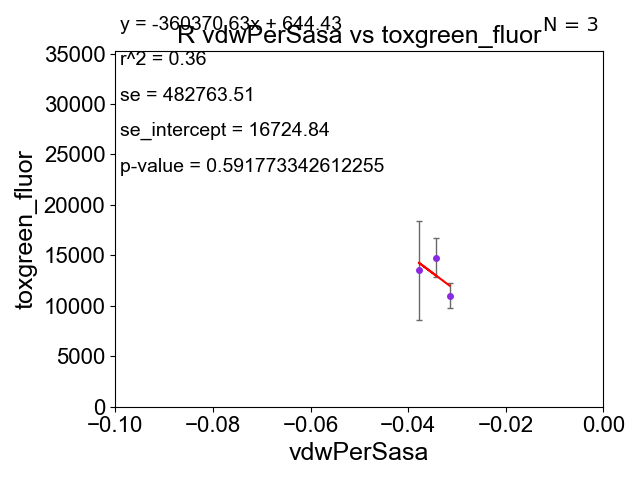 y = -360370.63x + 644.43
N = 3
R vdwPerSasa vs toxgreen_fluor
r^2 = 0.36
se = 482763.51
se_intercept = 16724.84
p-value = 0.591773342612255
35000
30000
25000
20000
15000
10000
5000
0
toxgreen_fluor
−0.10
−0.08
−0.06
−0.04
−0.02
0.00
vdwPerSasa